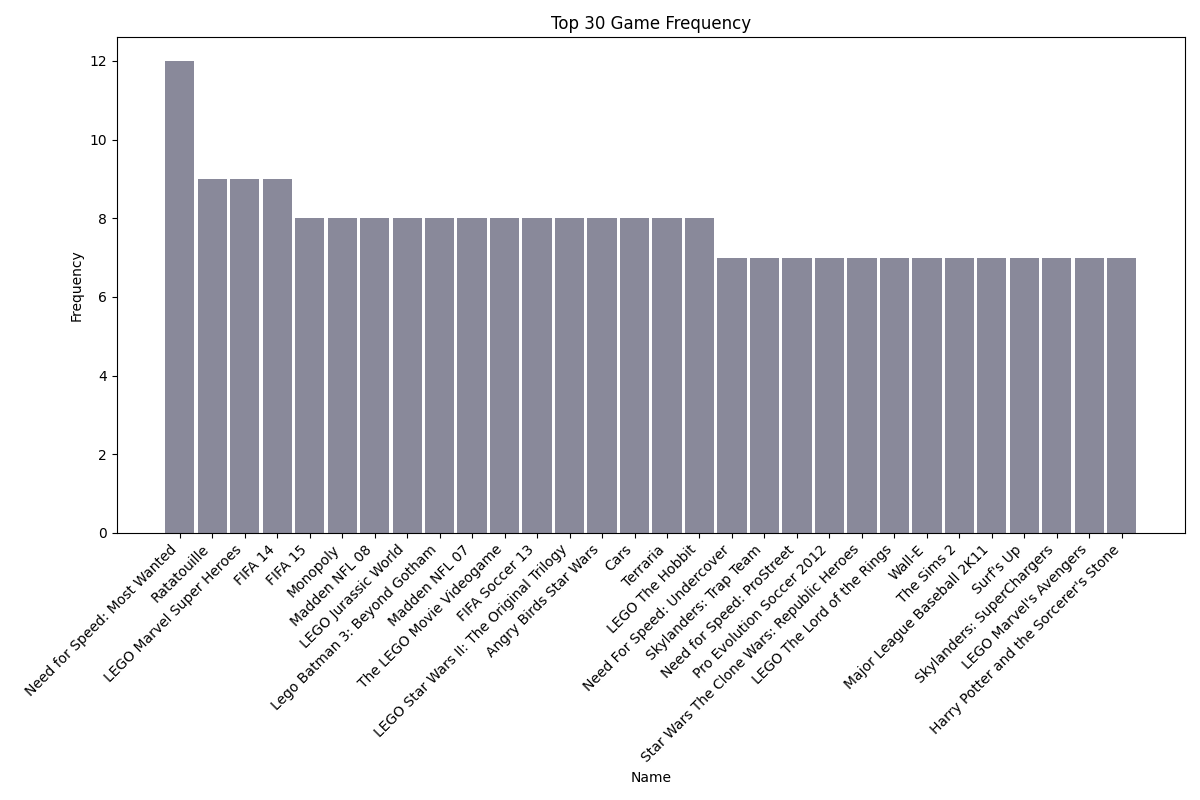 Top 30 Game Frequency
Frequency
12
10
8
6
4
2
0
Need for Speed: Most Wanted
Ratatouille
LEGO Marvel Super Heroes
FIFA 14
FIFA 15
Monopoly
Madden NFL 08
LEGO Jurassic World
Lego Batman 3: Beyond Gotham
Madden NFL 07
The LEGO Movie Videogame
FIFA Soccer 13
LEGO Star Wars II: The Original Trilogy
Angry Birds Star Wars
Cars
Terraria
LEGO The Hobbit
Need For Speed: Undercover
Skylanders: Trap Team
Need for Speed: ProStreet
Pro Evolution Soccer 2012
Star Wars The Clone Wars: Republic Heroes
LEGO The Lord of the Rings
Wall-E
The Sims 2
Major League Baseball 2K11
Surf's Up
Skylanders: SuperChargers
LEGO Marvel's Avengers
Harry Potter and the Sorcerer's Stone
Name